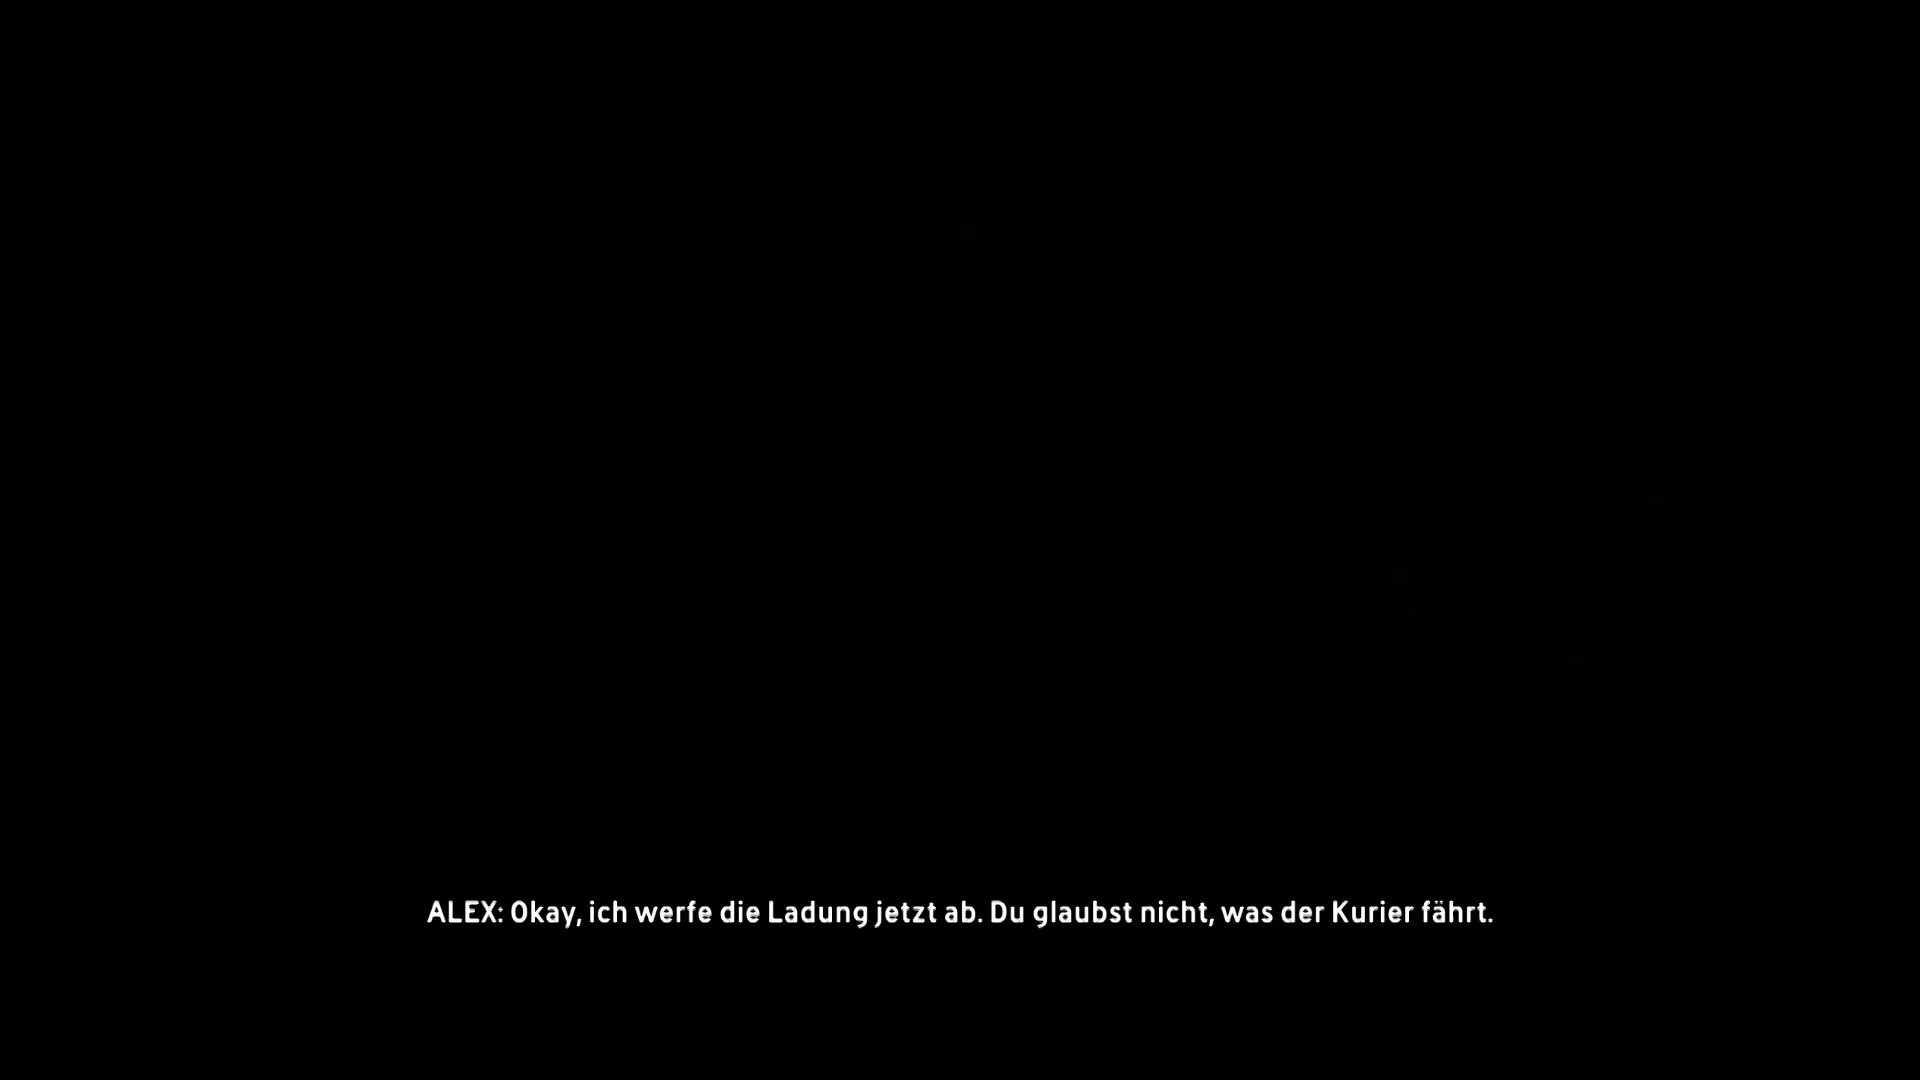 ALEX: Okay, ich werfe die Ladung jetzt ab. Du glaubst nicht, was der Kurier fährt.